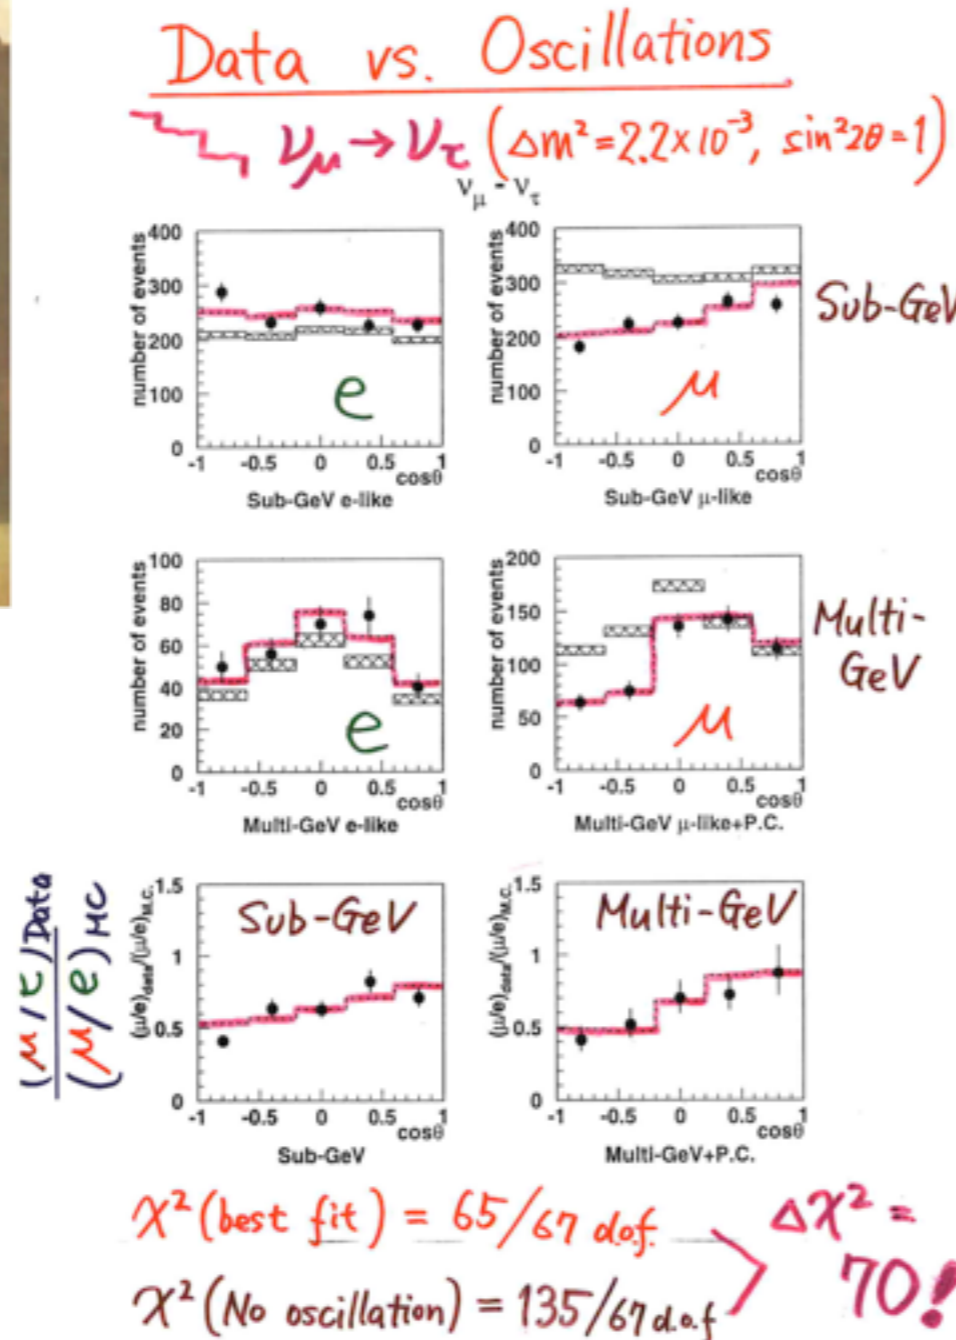 Data vs. Oscillations
νμ → ντ (Δm² = 2.2×10⁻³, sin²2θ = 1)
νμ - ντ
number of events
400
300
200
100
0
-1 -0.5 0 0.5 1
cosθ
Sub-GeV e-like
e
number of events
400
300
200
100
0
-1 -0.5 0 0.5 1
cosθ
Sub-GeV μ-like
μ
Sub-GeV
number of events
100
80
60
40
20
0
-1 -0.5 0 0.5 1
cosθ
Multi-GeV e-like
e
number of events
200
150
100
50
0
-1 -0.5 0 0.5 1
cosθ
Multi-GeV μ-like+P.C.
μ
Multi-
GeV
(μ/e)Data
(μ/e)MC
(μ/e)data/(μ/e)M.C.
1.5
1
0.5
0
-1 -0.5 0 0.5 1
cosθ
Sub-GeV
Sub-GeV
(μ/e)data/(μ/e)M.C.
1.5
1
0.5
0
-1 -0.5 0 0.5 1
cosθ
Multi-GeV+P.C.
Multi-GeV
χ² (best fit) = 65/67 d.o.f.
χ² (No oscillation) = 135/67 d.o.f
Δχ² =
70!